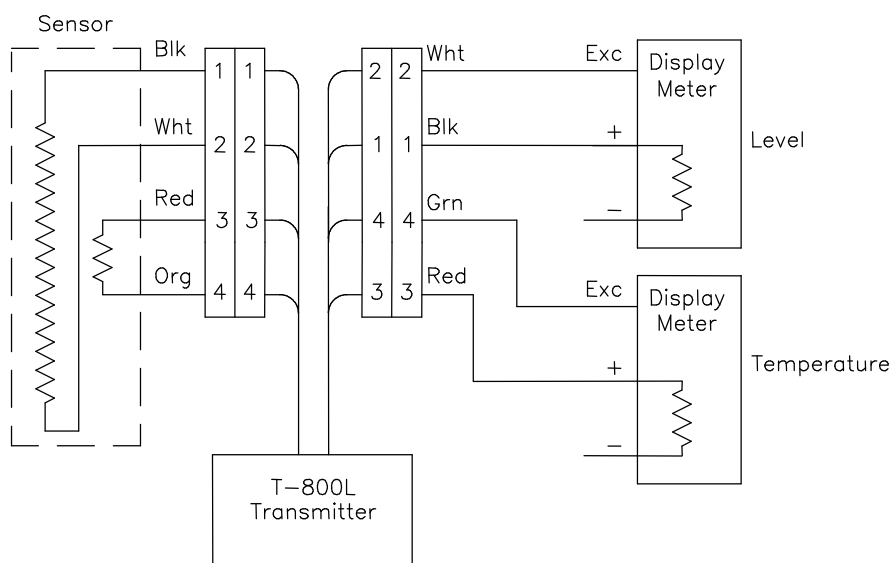 Sensor
Blk
1 1
Wht
2 2
Red
3 3
Org
4 4
2 2
Wht
1 1
Blk
4 4
Grn
3 3
Red
Exc
+
−
Display
Meter
Level
Exc
+
−
Display
Meter
Temperature
T-800L
Transmitter